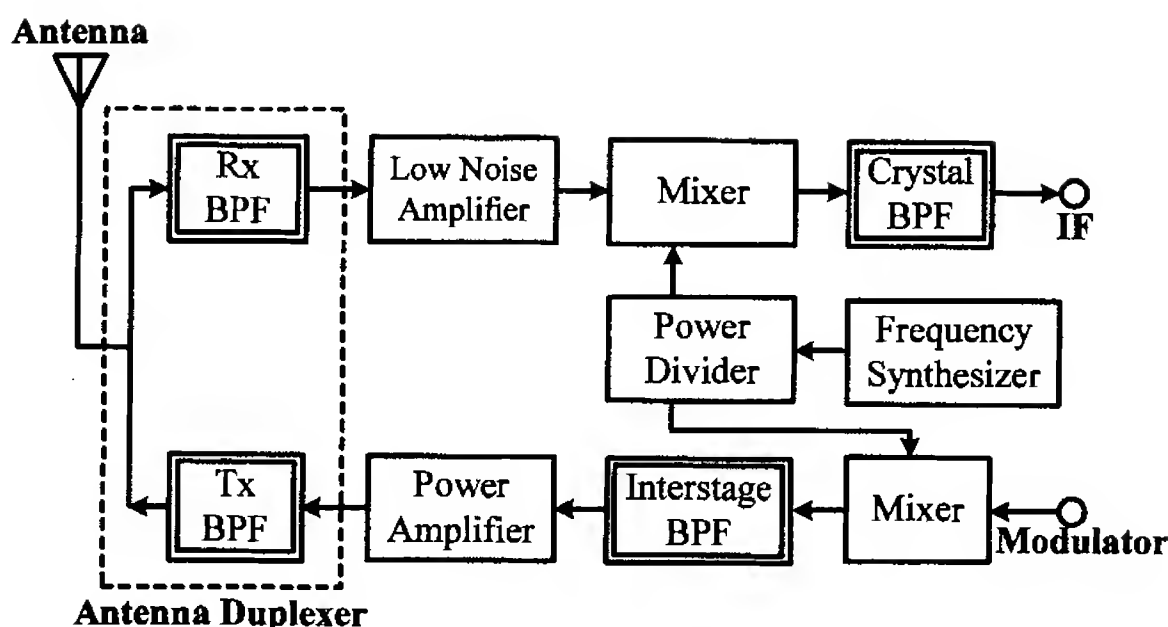 Antenna
Rx
BPF
Low Noise
Amplifier
Mixer
Crystal
BPF
IF
Power
Divider
Frequency
Synthesizer
Tx
BPF
Power
Amplifier
Interstage
BPF
Mixer
Modulator
Antenna Duplexer